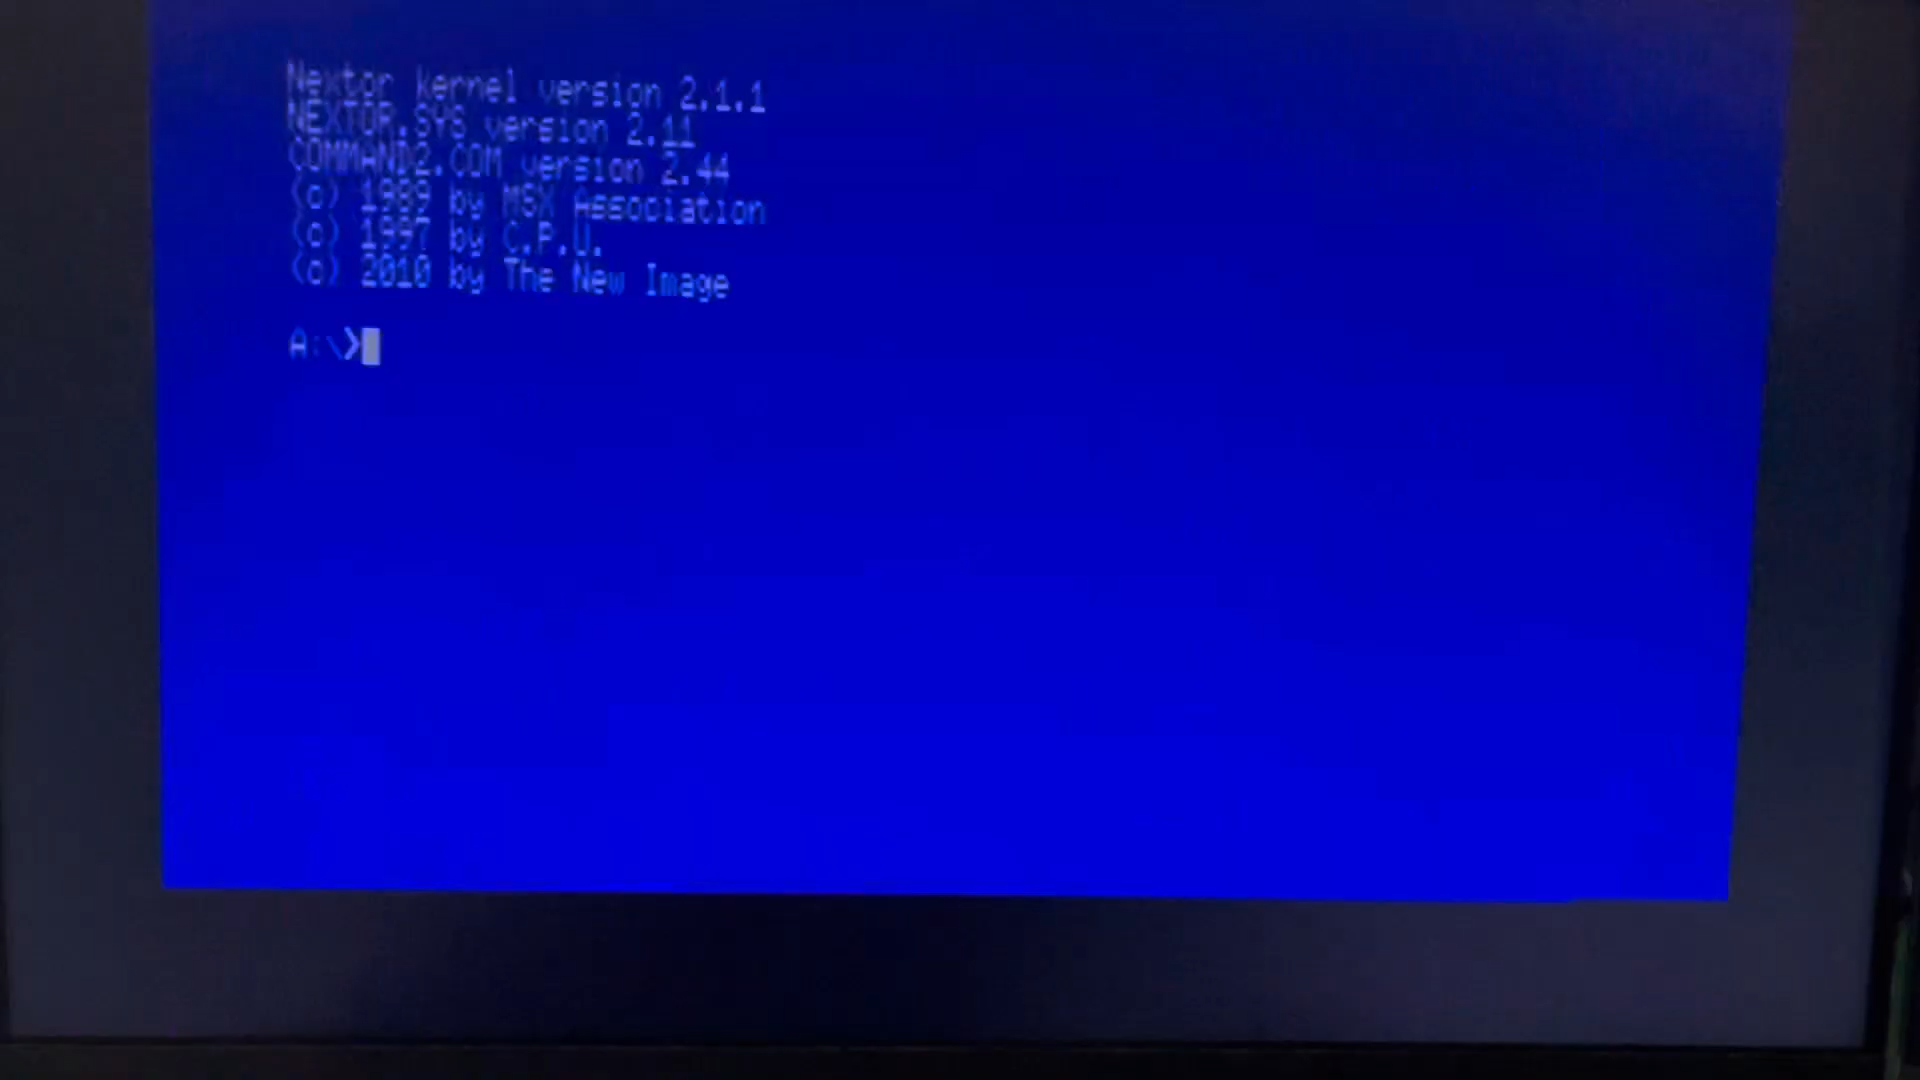 Nextor kernel version 2.1.1
NEXTOR.SYS version 2.11
COMMAND2.COM version 2.44
(c) 1989 by MSX Association
(c) 1997 by C.P.U.
(c) 2010 by The New Image
A:\>